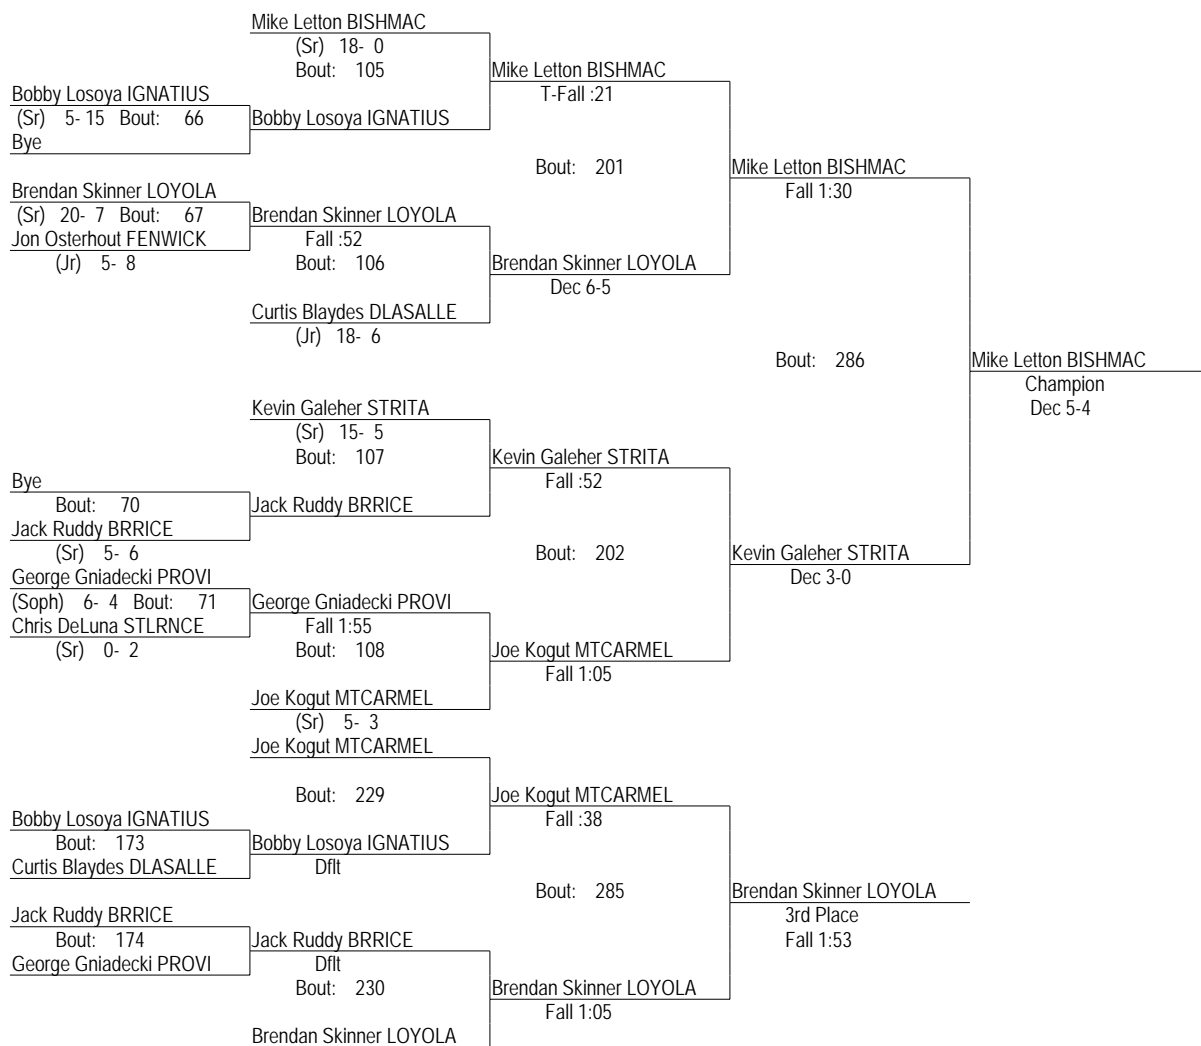 Mike Letton BISHMAC
(Sr) 18- 0
Bout: 105
Mike Letton BISHMAC
T-Fall :21
Bobby Losoya IGNATIUS
(Sr) 5- 15 Bout: 66
Bobby Losoya IGNATIUS
Bye
Bout: 201
Mike Letton BISHMAC
Fall 1:30
Brendan Skinner LOYOLA
(Sr) 20- 7 Bout: 67
Brendan Skinner LOYOLA
Jon Osterhout FENWICK
Fall :52
(Jr) 5- 8
Bout: 106
Brendan Skinner LOYOLA
Dec 6-5
Curtis Blaydes DLASALLE
(Jr) 18- 6
Bout: 286
Mike Letton BISHMAC
Champion
Dec 5-4
Kevin Galeher STRITA
(Sr) 15- 5
Bout: 107
Kevin Galeher STRITA
Fall :52
Bye
Bout: 70
Jack Ruddy BRRICE
Jack Ruddy BRRICE
(Sr) 5- 6
Bout: 202
Kevin Galeher STRITA
Dec 3-0
George Gniadecki PROVI
(Soph) 6- 4 Bout: 71
George Gniadecki PROVI
Chris DeLuna STLRNCE
Fall 1:55
(Sr) 0- 2
Bout: 108
Joe Kogut MTCARMEL
Fall 1:05
Joe Kogut MTCARMEL
(Sr) 5- 3
Joe Kogut MTCARMEL
Bout: 229
Joe Kogut MTCARMEL
Fall :38
Bobby Losoya IGNATIUS
Bout: 173
Bobby Losoya IGNATIUS
Curtis Blaydes DLASALLE
Dflt
Bout: 285
Brendan Skinner LOYOLA
3rd Place
Fall 1:53
Jack Ruddy BRRICE
Bout: 174
Jack Ruddy BRRICE
George Gniadecki PROVI
Dflt
Bout: 230
Brendan Skinner LOYOLA
Fall 1:05
Brendan Skinner LOYOLA